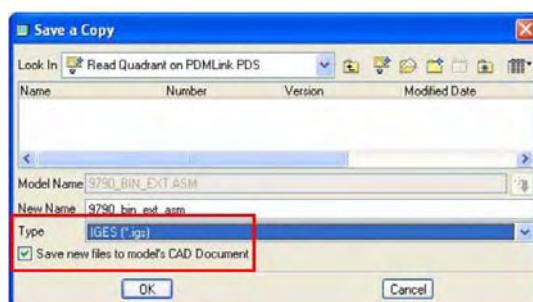 Save a Copy
Look In Read Quadrant on PDMLink PDS
Name Number Version Modified Date
Model Name 9790_BIN_EXT.ASM
New Name 9790_bin_ext_asm
Type IGES (*.igs)
Save new files to model's CAD Document
OK Cancel